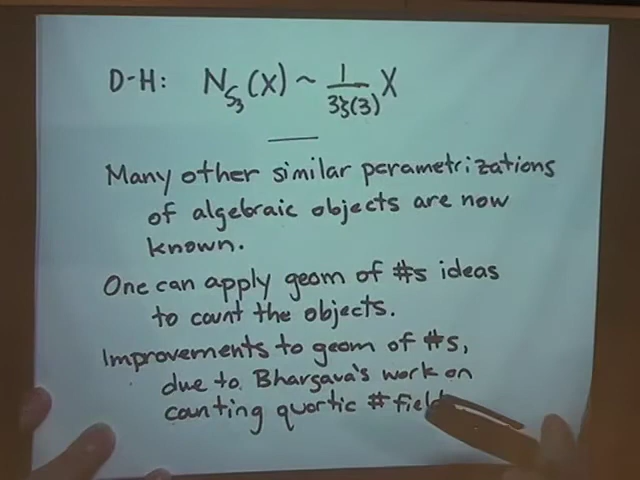 D-H: N_{S_3}(X) ~ \frac{1}{3ζ(3)} X
Many other similar parametrizations
of algebraic objects are now
known.
One can apply geom of #s ideas
to count the objects.
Improvements to geom of #s,
due to Bhargava's work on
counting quartic #